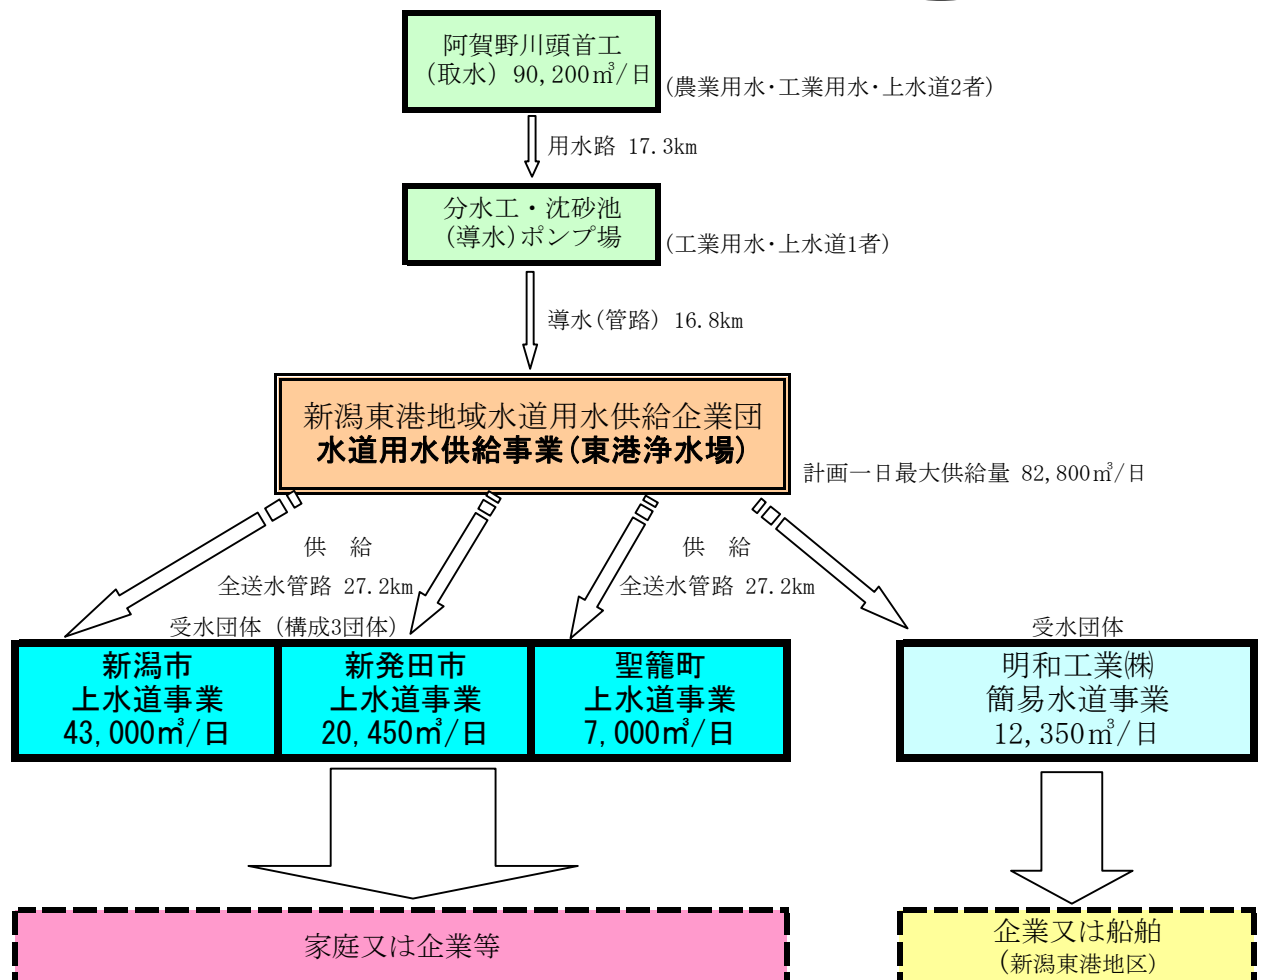 阿賀野川頭首工
(取水) 90,200㎥/日
(農業用水・工業用水・上水道2者)
用水路 17.3km
分水工・沈砂池
(導水)ポンプ場
(工業用水・上水道1者)
導水(管路) 16.8km
新潟東港地域水道用水供給企業団
水道用水供給事業(東港浄水場)
計画一日最大供給量 82,800㎥/日
供　給
全送水管路 27.2km
供　給
全送水管路 27.2km
受水団体 (構成3団体)
受水団体
新潟市
上水道事業
43,000㎥/日
新発田市
上水道事業
20,450㎥/日
聖籠町
上水道事業
7,000㎥/日
明和工業㈱
簡易水道事業
12,350㎥/日
家庭又は企業等
企業又は船舶
(新潟東港地区)